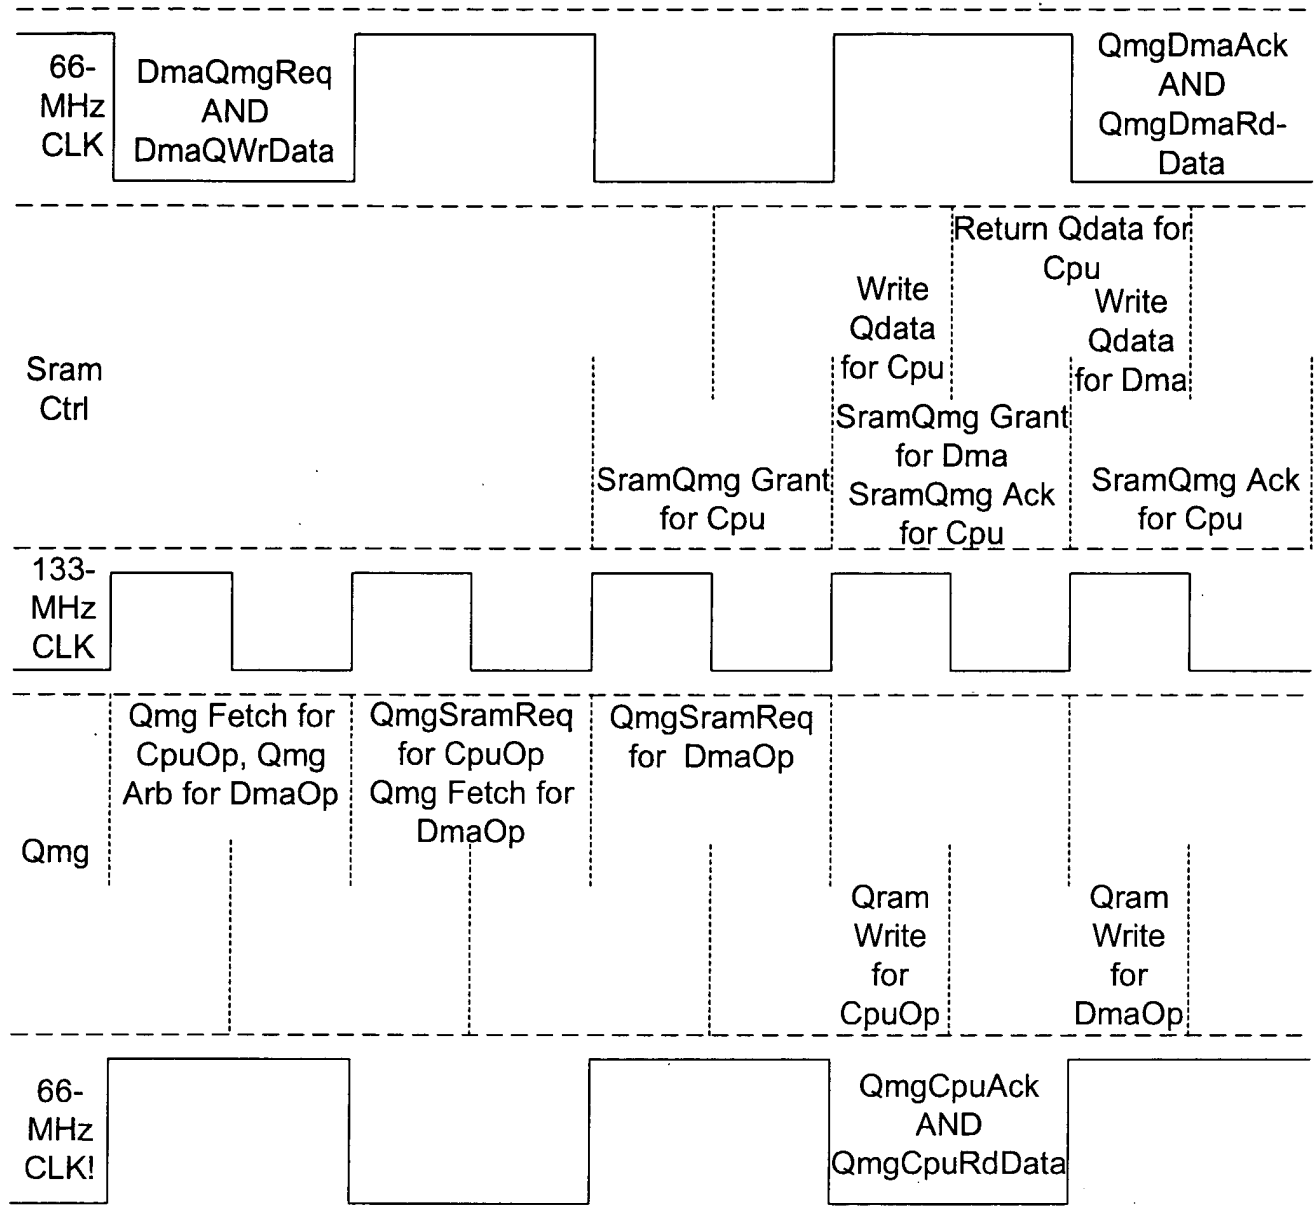 66-
MHz
CLK
DmaQmgReq
AND
DmaQWrData
QmgDmaAck
AND
QmgDmaRd-
Data
Sram
Ctrl
SramQmg Grant
for Cpu
Write
Qdata
for Cpu
SramQmg Grant
for Dma
SramQmg Ack
for Cpu
Return Qdata for
Cpu
Write
Qdata
for Dma
SramQmg Ack
for Cpu
133-
MHz
CLK
Qmg
Qmg Fetch for
CpuOp, Qmg
Arb for DmaOp
QmgSramReq
for CpuOp
Qmg Fetch for
DmaOp
QmgSramReq
for DmaOp
Qram
Write
for
CpuOp
Qram
Write
for
DmaOp
66-
MHz
CLK!
QmgCpuAck
AND
QmgCpuRdData